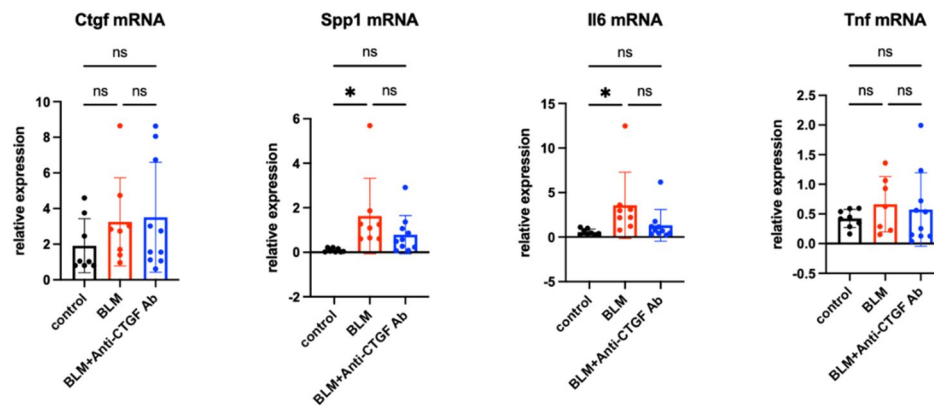 Ctgf mRNA
ns
ns ns
relative expression
10
8
6
4
2
0
control
BLM
BLM+Anti-CTGF Ab
Spp1 mRNA
ns
* ns
relative expression
6
4
2
0
-2
control
BLM
BLM+Anti-CTGF Ab
Il6 mRNA
ns
* ns
relative expression
15
10
5
0
-5
control
BLM
BLM+Anti-CTGF Ab
Tnf mRNA
ns
ns ns
relative expression
2.5
2.0
1.5
1.0
0.5
0.0
-0.5
control
BLM
BLM+Anti-CTGF Ab